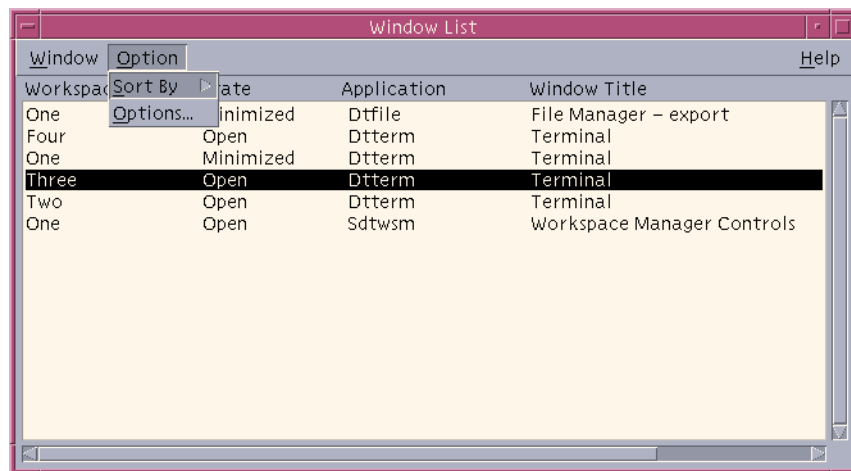 Window List
Window Option Help
Workspac ate Application Window Title
Sort By
Options...
One inimized Dtfile File Manager – export
Four Open Dtterm Terminal
One Minimized Dtterm Terminal
Three Open Dtterm Terminal
Two Open Dtterm Terminal
One Open Sdtwsm Workspace Manager Controls